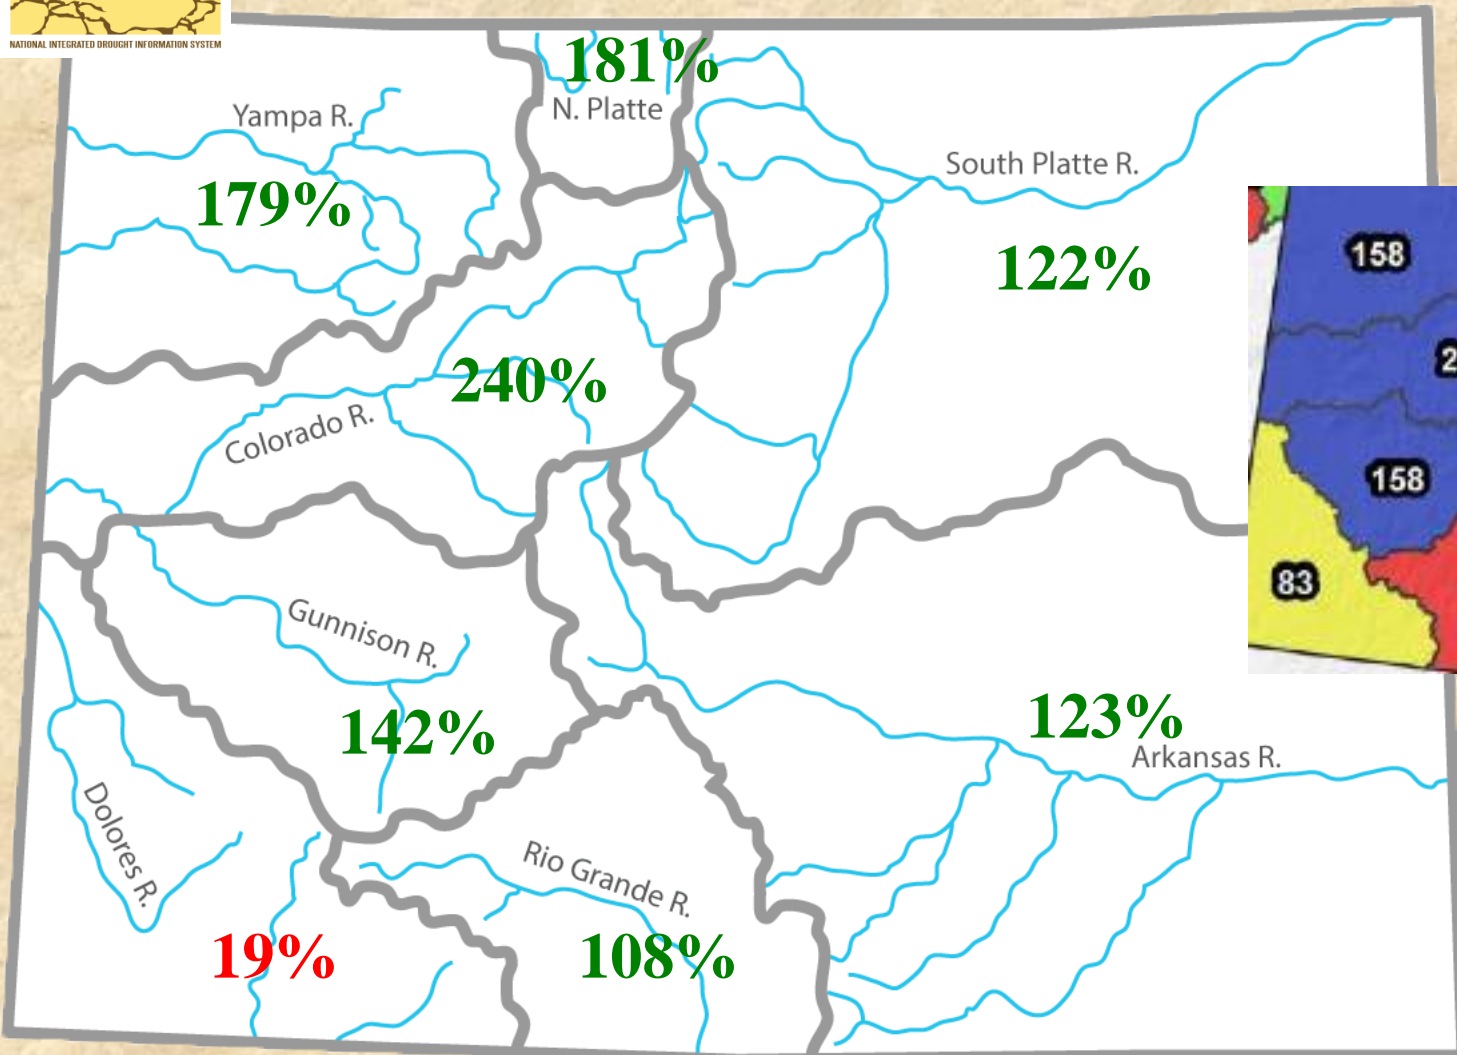 NATIONAL INTEGRATED DROUGHT INFORMATION SYSTEM
181%
N. Platte
Yampa R.
179%
South Platte R.
122%
158
2
240%
Colorado R.
158
83
Gunnison R.
142%
123%
Arkansas R.
Dolores R.
Rio Grande R.
19%
108%